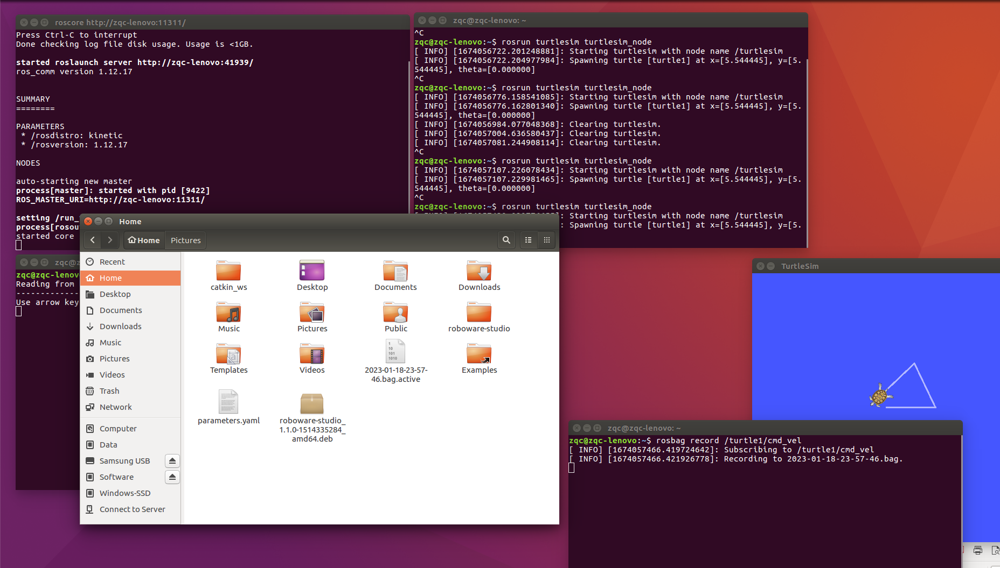 roscore http://zqc-lenovo:11311/
Press Ctrl-C to interrupt
Done checking log file disk usage. Usage is <1GB.
started roslaunch server http://zqc-lenovo:41939/
ros_comm version 1.12.17
SUMMARY
========
PARAMETERS
* /rosdistro: kinetic
* /rosversion: 1.12.17
NODES
auto-starting new master
process[master]: started with pid [9422]
ROS_MASTER_URI=http://zqc-lenovo:11311/
setting /run_
process[rosou
started core
zqc@zqc-lenovo: ~
^C
zqc@zqc-lenovo:~$ rosrun turtlesim turtlesim_node
[ INFO] [1674056722.201248881]: Starting turtlesim with node name /turtlesim
[ INFO] [1674056722.204977984]: Spawning turtle [turtle1] at x=[5.544445], y=[5.
544445], theta=[0.000000]
^C
zqc@zqc-lenovo:~$ rosrun turtlesim turtlesim_node
[ INFO] [1674056776.158541085]: Starting turtlesim with node name /turtlesim
[ INFO] [1674056776.162801340]: Spawning turtle [turtle1] at x=[5.544445], y=[5.
544445], theta=[0.000000]
[ INFO] [1674056984.077048368]: Clearing turtlesim.
[ INFO] [1674057004.636580437]: Clearing turtlesim.
[ INFO] [1674057081.244908114]: Clearing turtlesim.
^C
zqc@zqc-lenovo:~$ rosrun turtlesim turtlesim_node
[ INFO] [1674057107.226078434]: Starting turtlesim with node name /turtlesim
[ INFO] [1674057107.229981465]: Spawning turtle [turtle1] at x=[5.544445], y=[5.
544445], theta=[0.000000]
^C
zqc@zqc-lenovo:~$ rosrun turtlesim turtlesim_node
: Starting turtlesim with node name /turtlesim
: Spawning turtle [turtle1] at x=[5.544445], y=[5.
zqc@z
zqc@zqc-lenov
Reading from
-------------
Use arrow key
Home
Home
Pictures
Recent
Home
Desktop
Documents
Downloads
Music
Pictures
Videos
Trash
Network
Computer
Data
Samsung USB
Software
Windows-SSD
Connect to Server
catkin_ws
Desktop
Documents
Downloads
Music
Pictures
Public
roboware-studio
Templates
Videos
1
10
101
1010
2023-01-18-23-57-
46.bag.active
Examples
parameters.yaml
roboware-studio_
1.1.0-1514335284_
amd64.deb
TurtleSim
zqc@zqc-lenovo: ~
zqc@zqc-lenovo:~$ rosbag record /turtle1/cmd_vel
[ INFO] [1674057466.419724642]: Subscribing to /turtle1/cmd_vel
[ INFO] [1674057466.421926778]: Recording to 2023-01-18-23-57-46.bag.